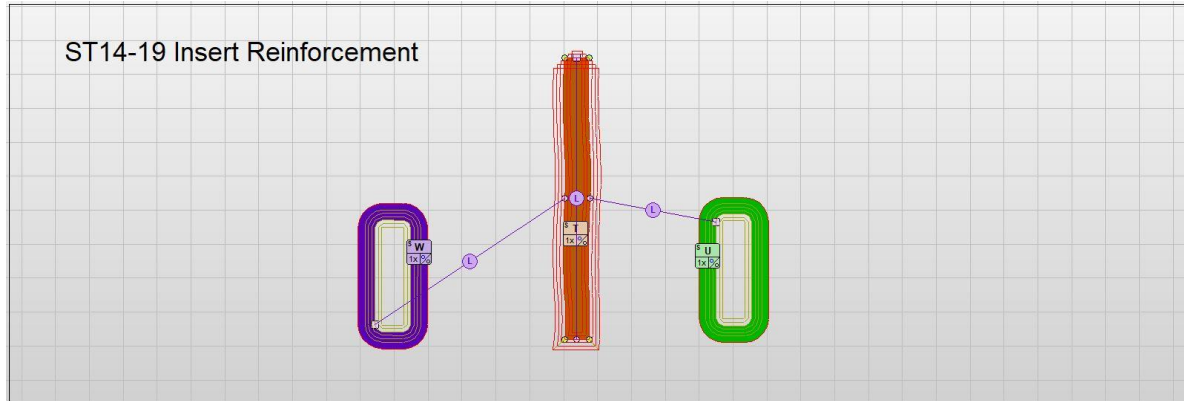 ST14-19 Insert Reinforcement
L
L
L
S T
1x %
S W
1x %
S U
1x %